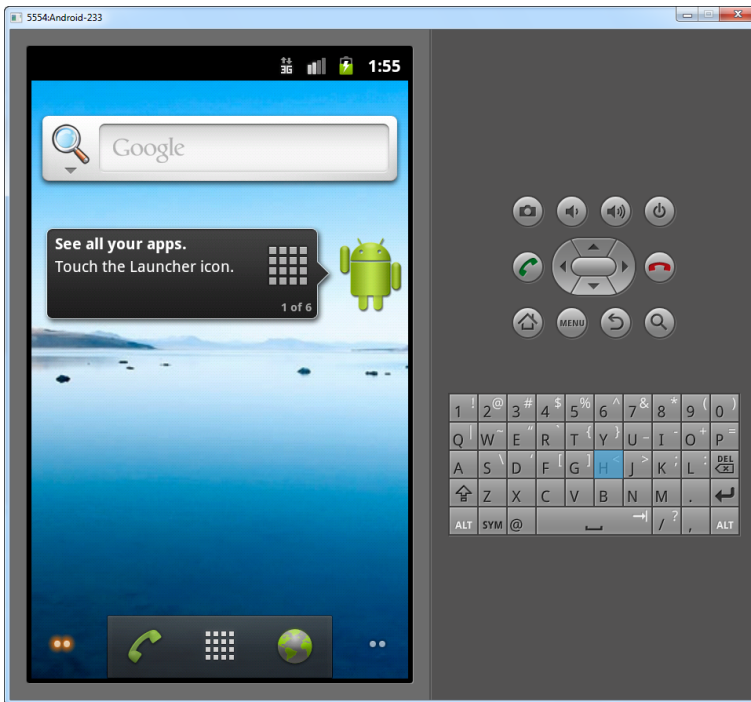 5554:Android-233
3G 1:55
Google
See all your apps.
Touch the Launcher icon.
1 of 6
MENU
1 ! 2 @ 3 # 4 $ 5 % 6 ^ 7 & 8 * 9 ( 0 )
Q | W ~ E " R ` T { Y } U _ I - O + P =
A S \ D ' F [ G ] H < J > K ; L : DEL
Z X C V B N M .
ALT SYM @ / ? , ALT